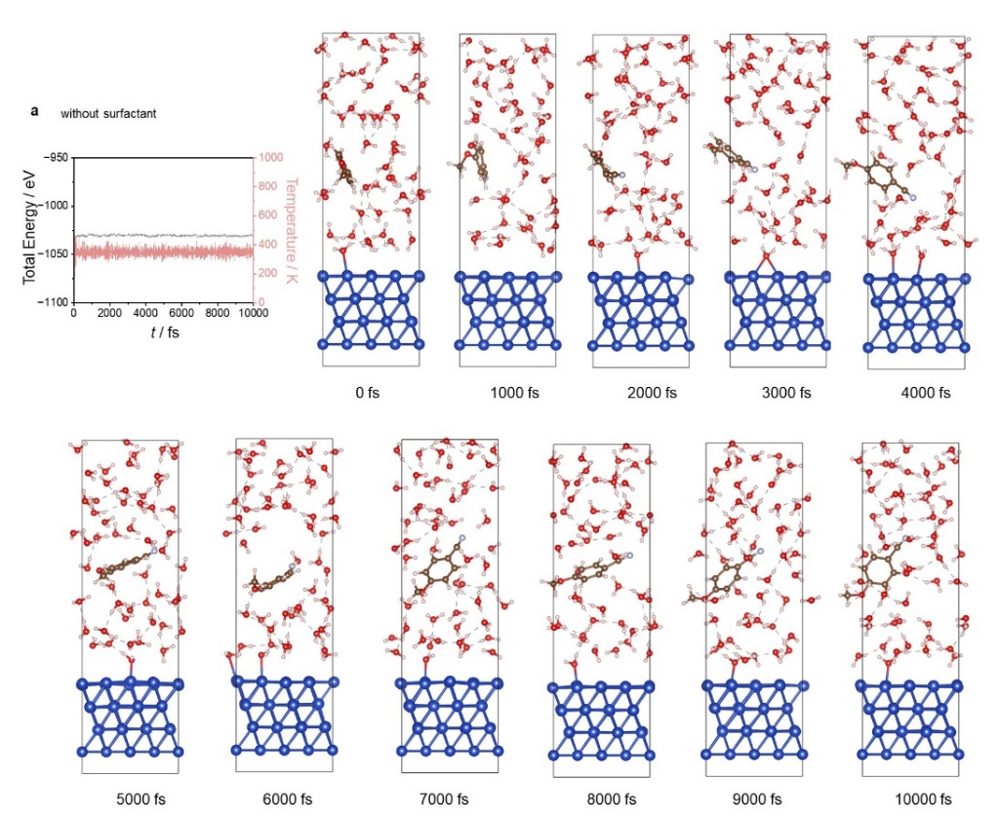 a without surfactant
−950
−1000
−1050
−1100
Total Energy / eV
1000
800
600
400
200
0
Temperature / K
0 2000 4000 6000 8000 10000
t / fs
0 fs 1000 fs 2000 fs 3000 fs 4000 fs
5000 fs 6000 fs 7000 fs 8000 fs 9000 fs 10000 fs